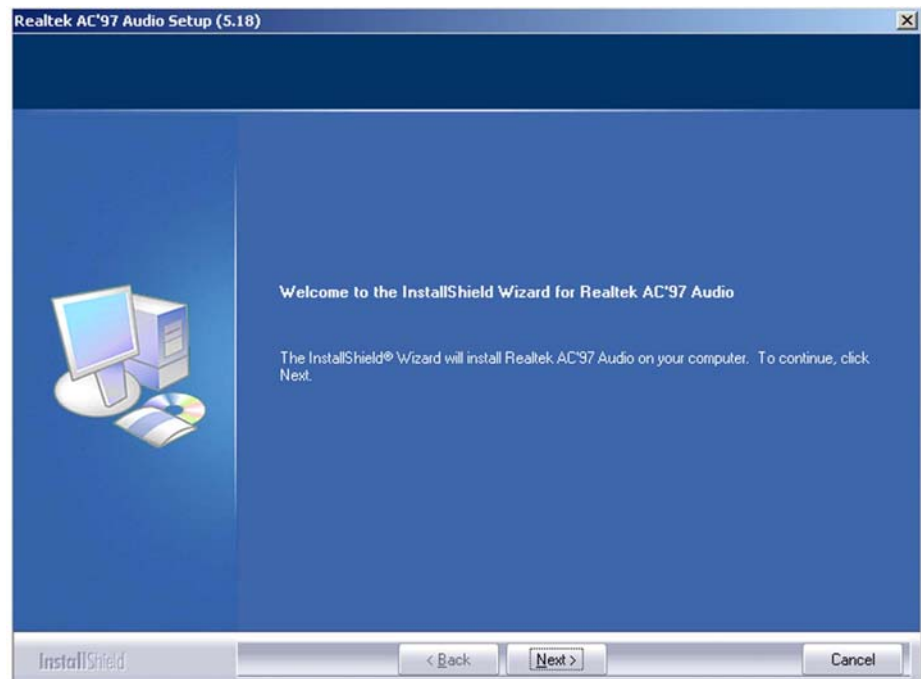 Realtek AC'97 Audio Setup (5.18)
Welcome to the InstallShield Wizard for Realtek AC'97 Audio
The InstallShield® Wizard will install Realtek AC'97 Audio on your computer. To continue, click
Next.
InstallShield
< Back
Next >
Cancel